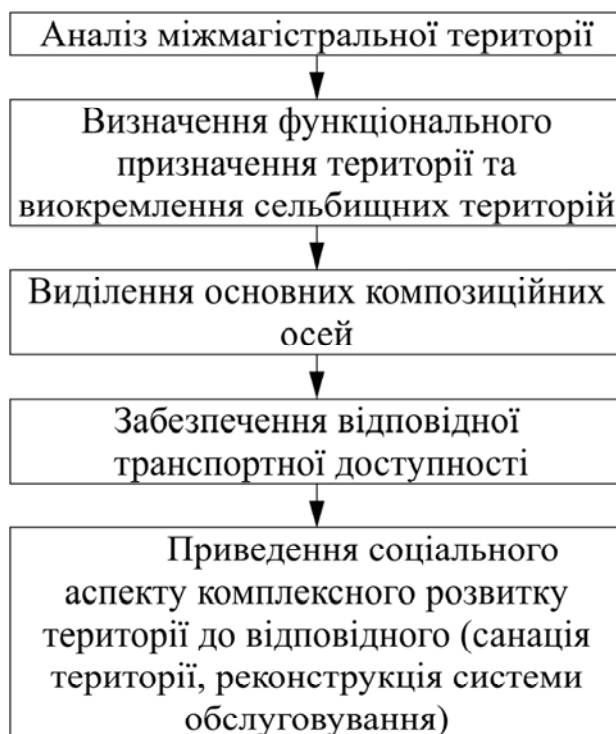 Аналіз міжмагістральної території
Визначення функціонального
призначення території та
виокремлення сельбищних територій
Виділення основних композиційних
осей
Забезпечення відповідної
транспортної доступності
Приведення соціального
аспекту комплексного розвитку
території до відповідного (санація
території, реконструкція системи
обслуговування)